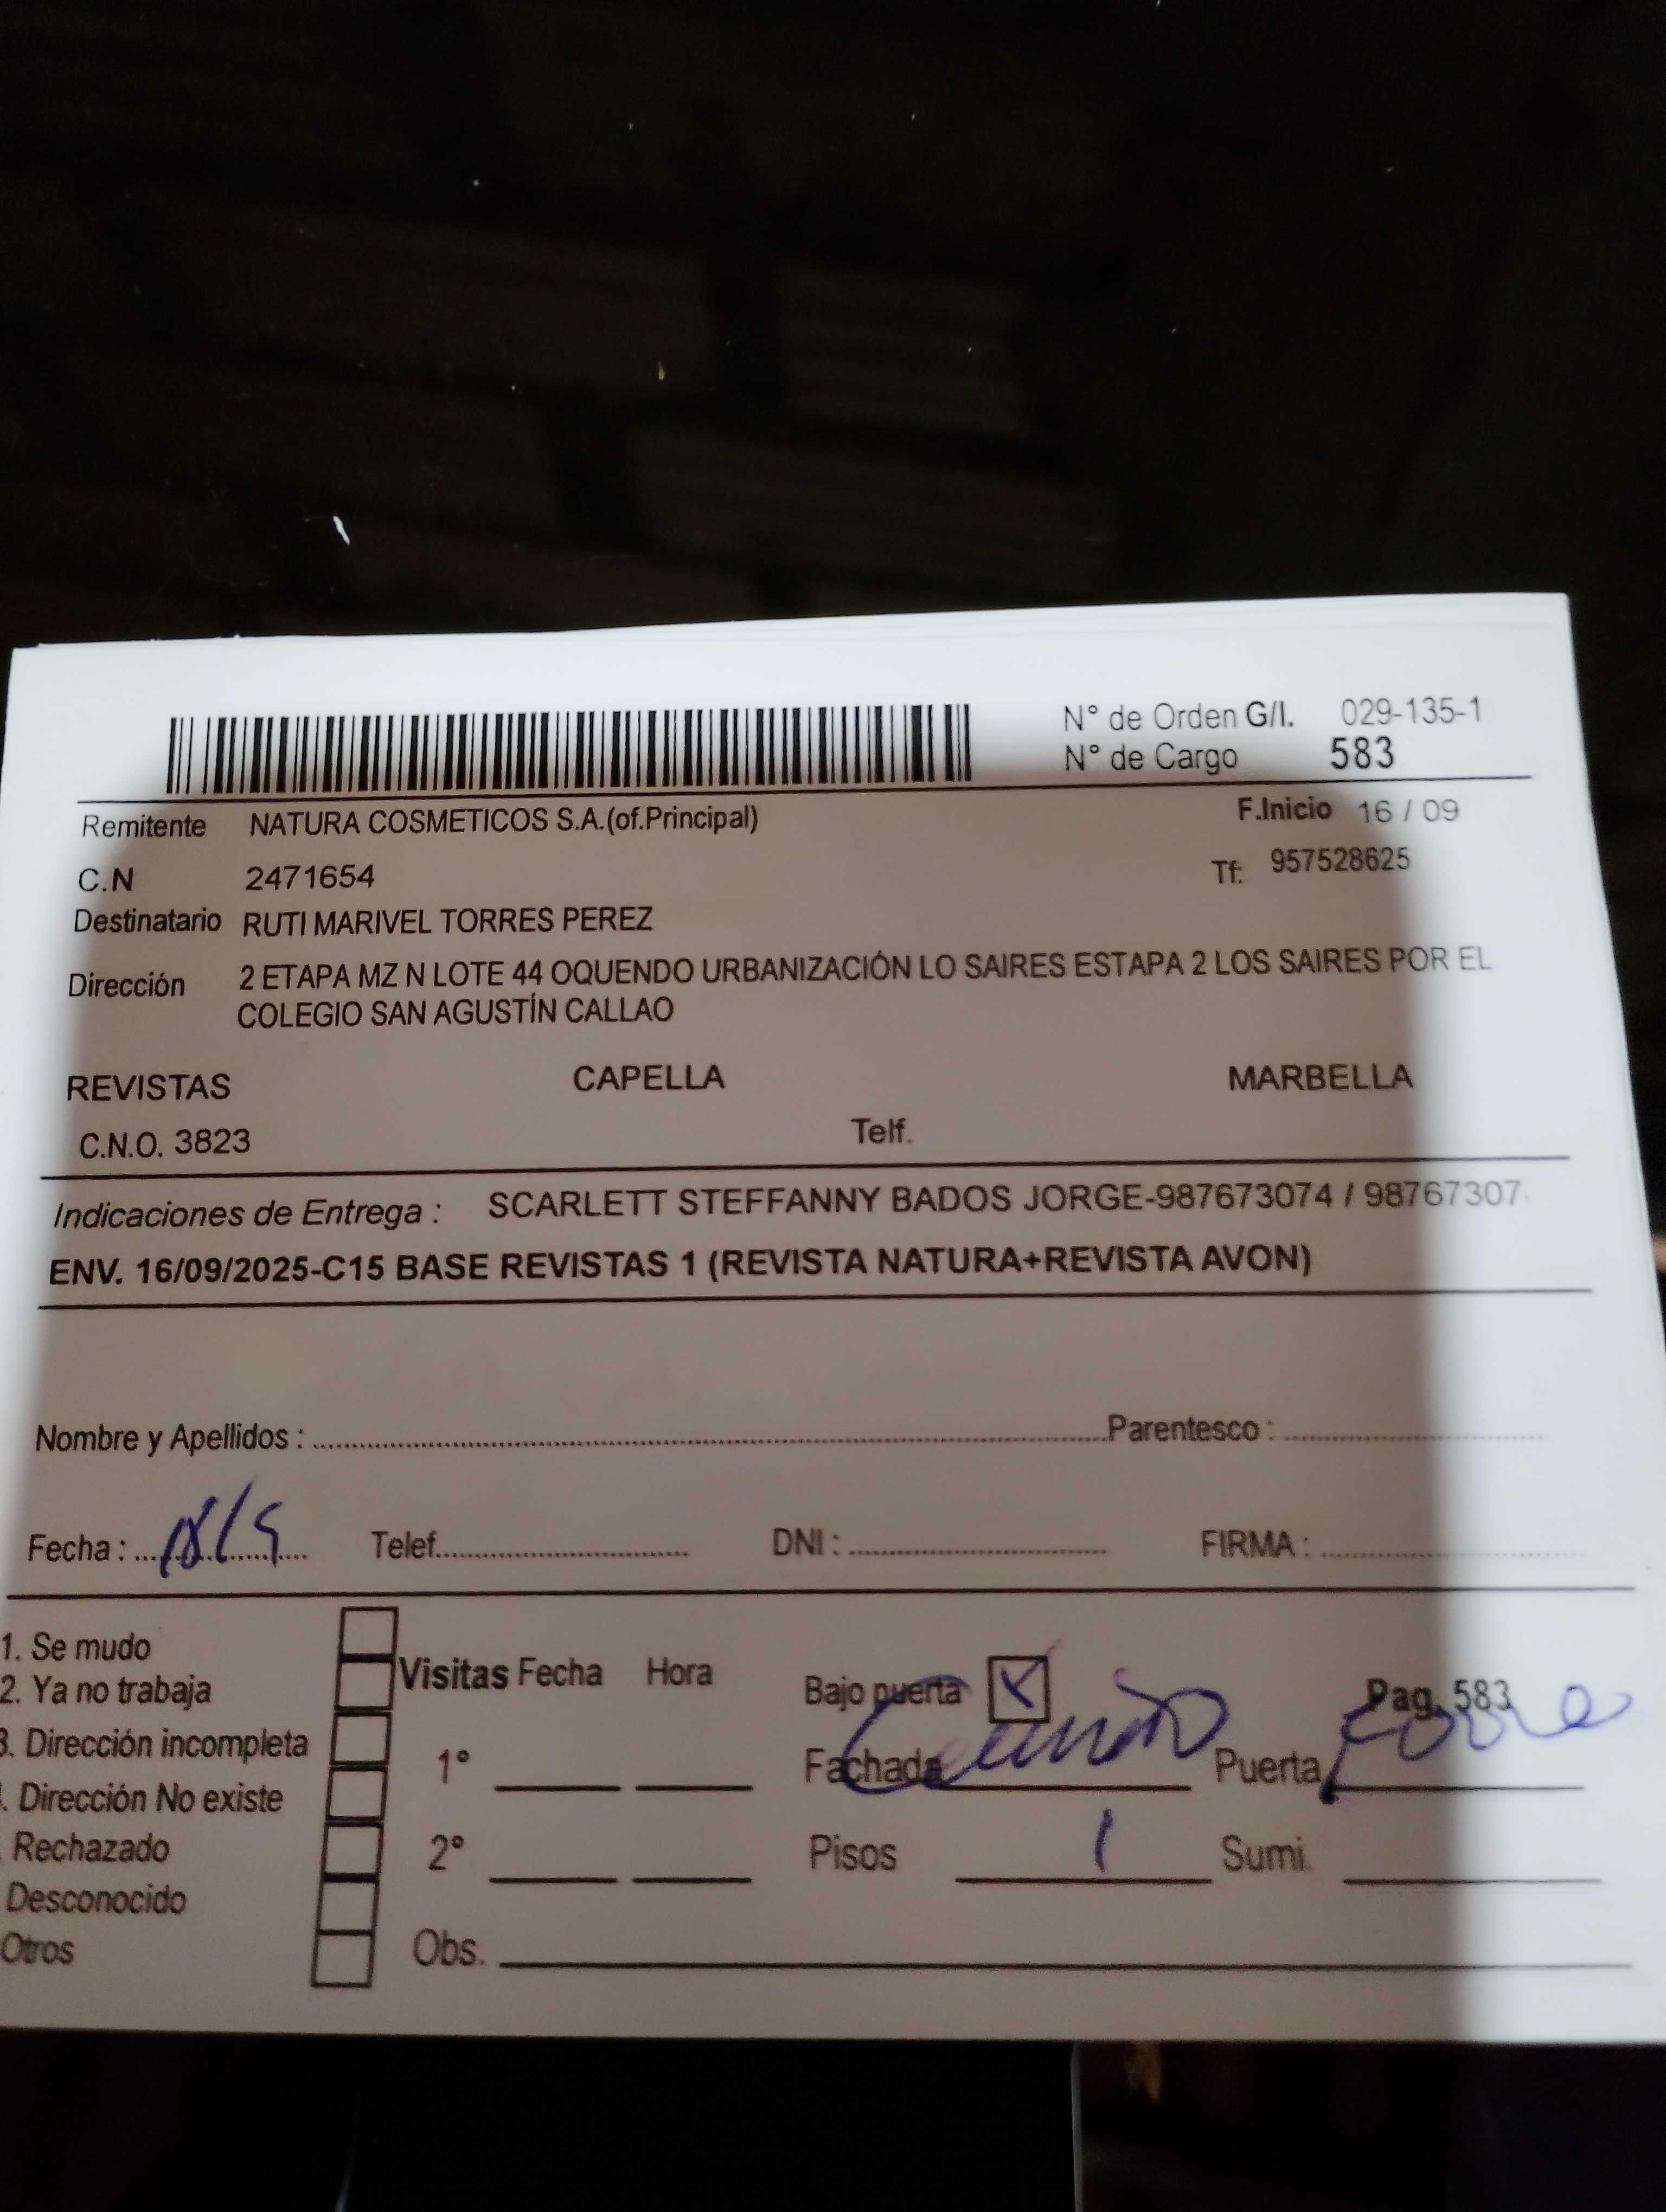 N° de Orden G/I. 029-135-1
N° de Cargo 583
Remitente NATURA COSMETICOS S.A.(of.Principal) F.Inicio 16 / 09
C.N 2471654 Tf: 957528625
Destinatario RUTI MARIVEL TORRES PEREZ
Dirección 2 ETAPA MZ N LOTE 44 OQUENDO URBANIZACIÓN LO SAIRES ESTAPA 2 LOS SAIRES POR EL
COLEGIO SAN AGUSTÍN CALLAO
REVISTAS CAPELLA MARBELLA
C.N.O. 3823 Telf.
Indicaciones de Entrega : SCARLETT STEFFANNY BADOS JORGE-987673074 / 98767307
ENV. 16/09/2025-C15 BASE REVISTAS 1 (REVISTA NATURA+REVISTA AVON)
Nombre y Apellidos : Parentesco :
Fecha : Telef. DNI : FIRMA :
1. Se mudo
2. Ya no trabaja
3. Dirección incompleta
. Dirección No existe
Rechazado
Desconocido
Otros
Visitas Fecha Hora
1°
2°
Obs.
Bajo puerta X Pag. 583
Fachada Puerta
Pisos 1 Sumi.